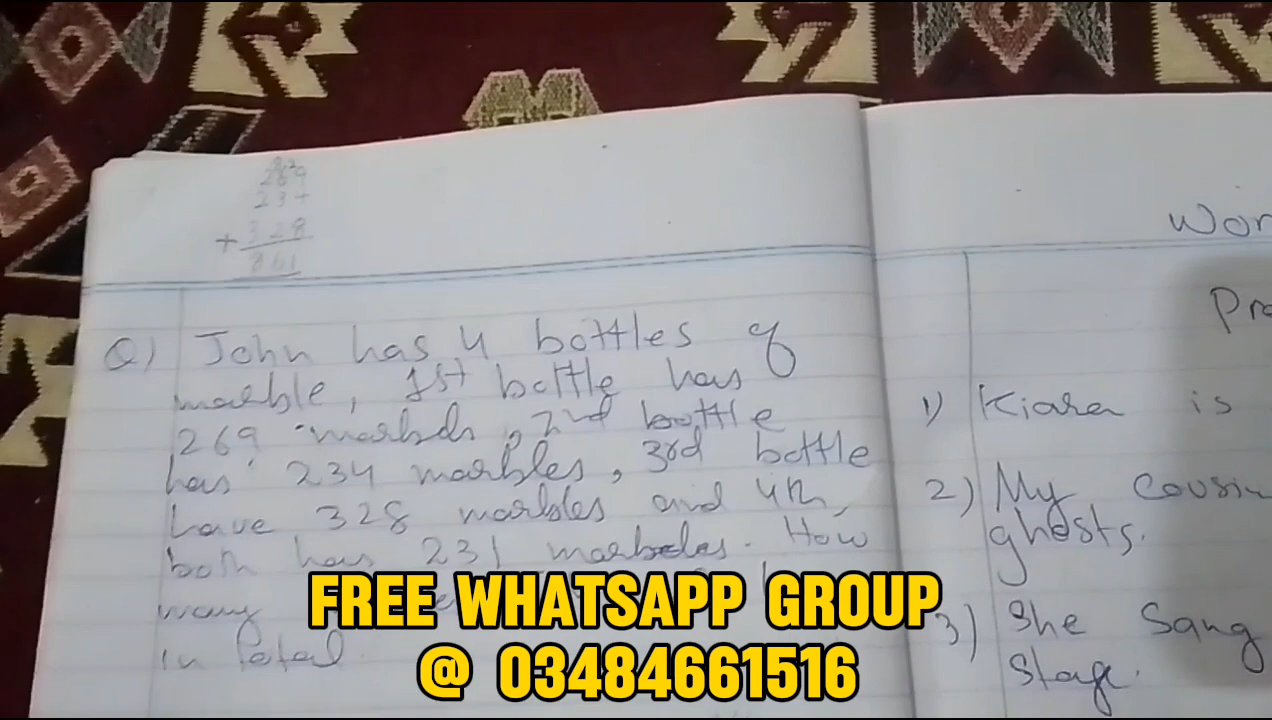 269
234
+ 328
861
Q) John has 4 bottles of
marble, 1st bottle has
269 marbels, 2nd bottle
has 234 marbles, 3rd bottle
have 328 marbles and 4th,
both has 231 marbeles. How
many
in total
Wor
Pro
1) Kiara is
2) My cousin
ghosts.
3) She Sang
stage.
FREE WHATSAPP GROUP
@ 03484661516